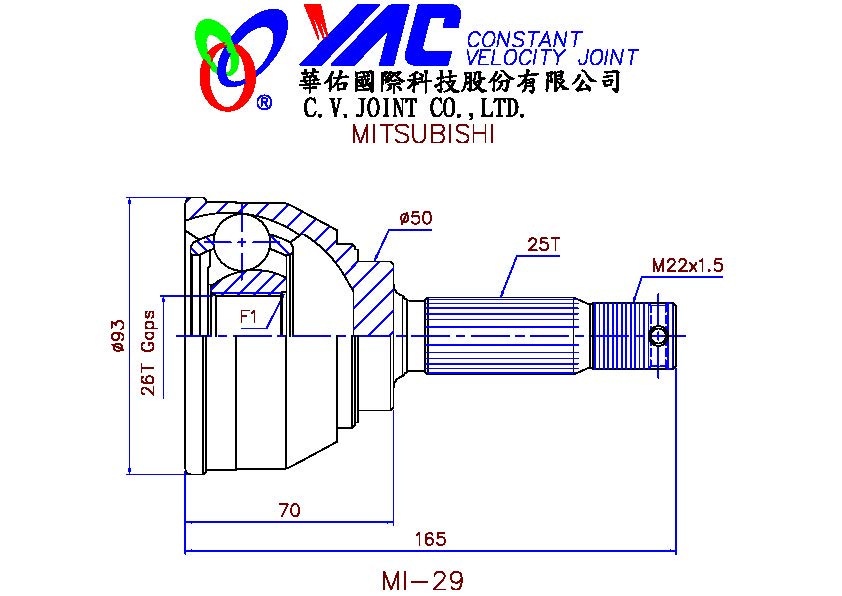 YAC CONSTANT
VELOCITY JOINT
®
華佑國際科技股份有限公司
C.V.JOINT CO.,LTD.
MITSUBISHI
ø50
25T
M22x1.5
F1
ø93
26T Gaps
70
165
MI-29